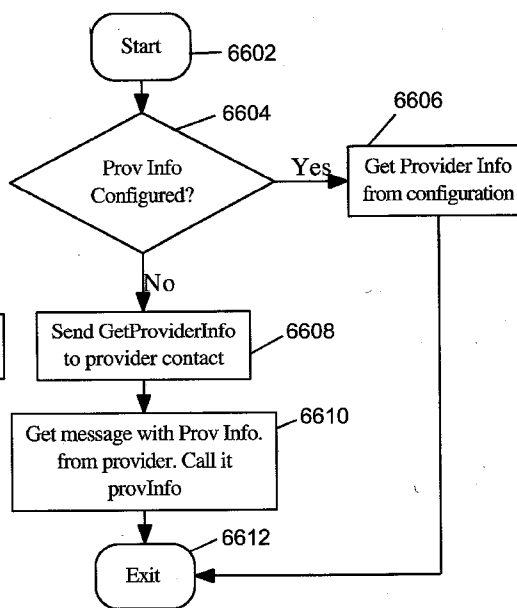 Start
6602
6604
6606
Prov Info
Configured?
Yes
Get Provider Info
from configuration
No
Send GetProviderInfo
to provider contact
6608
6610
Get message with Prov Info.
from provider. Call it
provInfo
6612
Exit